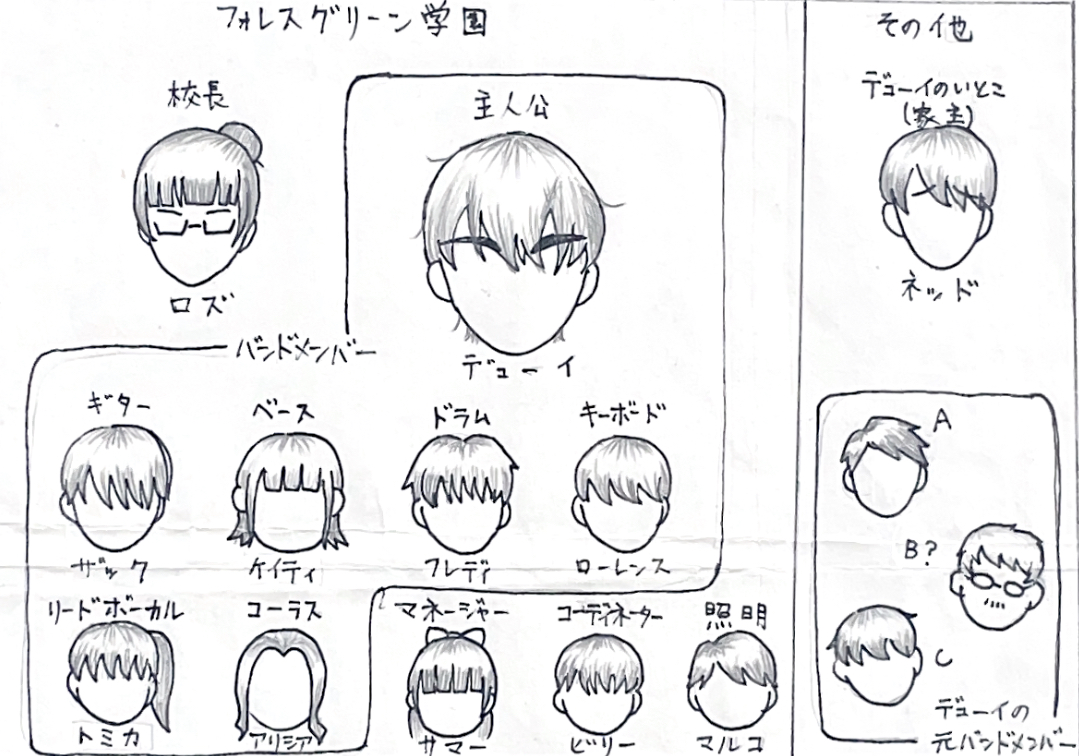 フォレスグリーン学園
校長
ロズ
主人公
デューイ
バンドメンバー
ギター
ザック
ベース
ケイティ
ドラム
フレディ
キーボード
ローレンス
リードボーカル
トミカ
コーラス
アリシア
マネージャー
サマー
コーディネーター
ビリー
照明
マルコ
その他
デューイのいとこ
(家主)
ネッド
A
B?
C
デューイの
元バンドメンバー